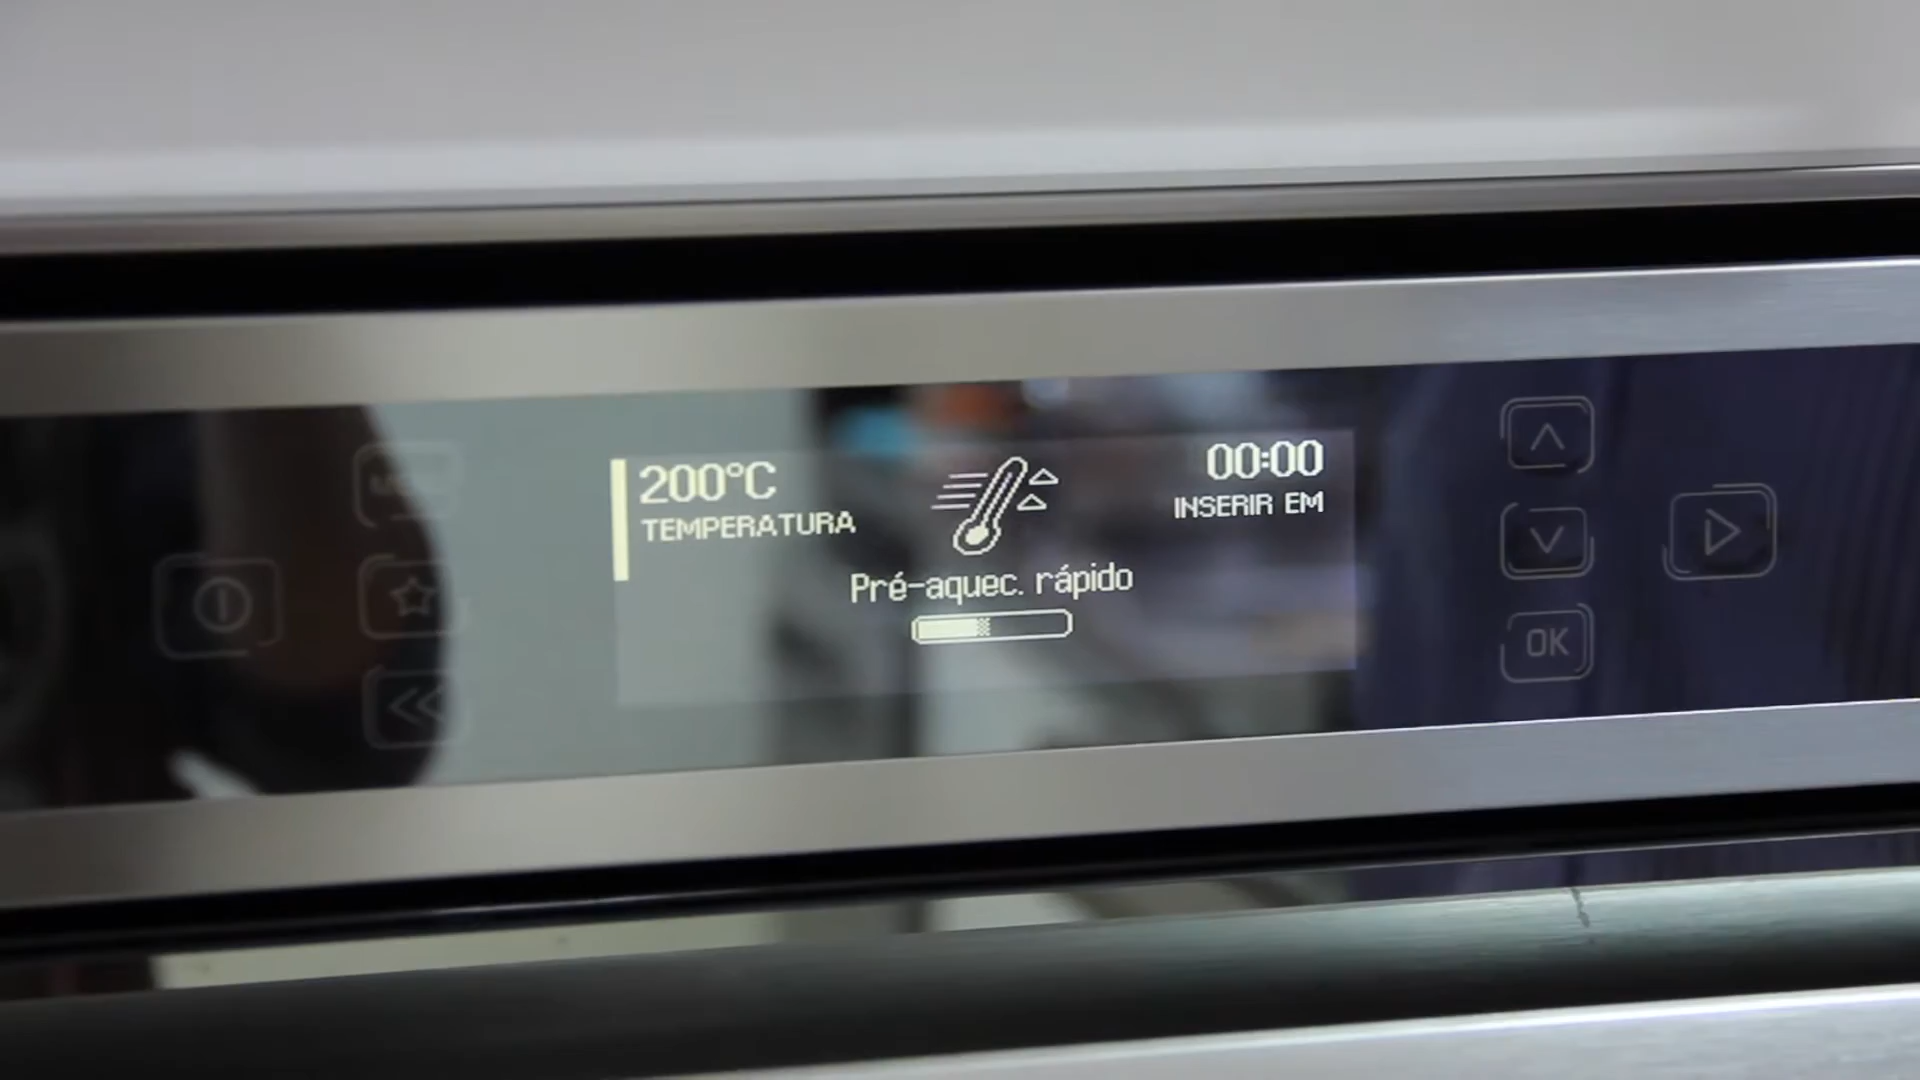 200°C
TEMPERATURA
00:00
INSERIR EM
Pré-aquec. rápido
OK